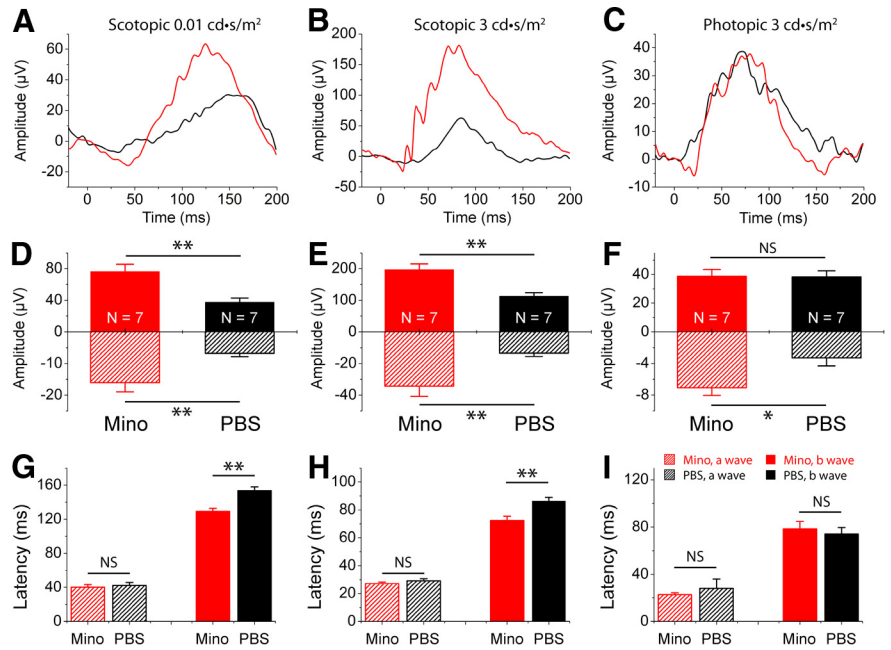 A Scotopic 0.01 cd•s/m²
B Scotopic 3 cd•s/m²
C Photopic 3 cd•s/m²
Amplitude (μV)
60
40
20
0
-20
0 50 100 150 200
Time (ms)
Amplitude (μV)
200
150
100
50
0
-50
0 50 100 150 200
Time (ms)
Amplitude (μV)
40
30
20
10
0
-10
0 50 100 150 200
Time (ms)
D
**
Amplitude (μV)
80
60
40
20
0
-10
-20
N = 7
N = 7
**
Mino PBS
E
**
Amplitude (μV)
200
100
0
-20
-40
N = 7
N = 7
**
Mino PBS
F
NS
Amplitude (μV)
40
20
0
-4
-8
N = 7
N = 7
*
Mino PBS
G
Latency (ms)
160
120
80
40
0
NS
**
Mino PBS Mino PBS
H
Latency (ms)
100
80
60
40
20
0
NS
**
Mino PBS Mino PBS
I
Mino, a wave Mino, b wave
PBS, a wave PBS, b wave
Latency (ms)
120
80
40
0
NS
NS
Mino PBS Mino PBS